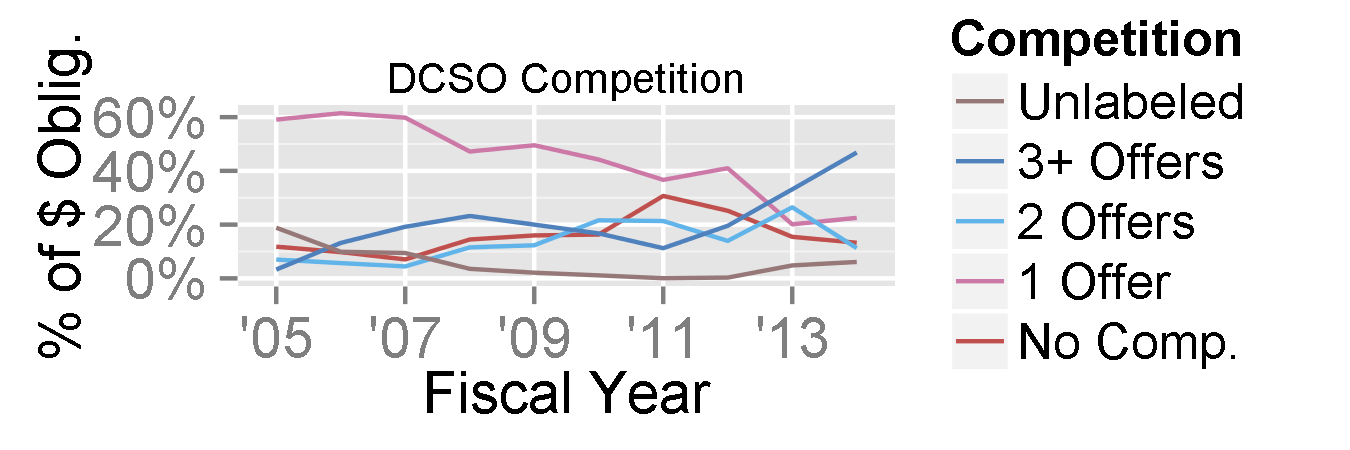 DCSO Competition
% of $ Oblig.
60%
40%
20%
0%
'05 '07 '09 '11 '13
Fiscal Year
Competition
Unlabeled
3+ Offers
2 Offers
1 Offer
No Comp.